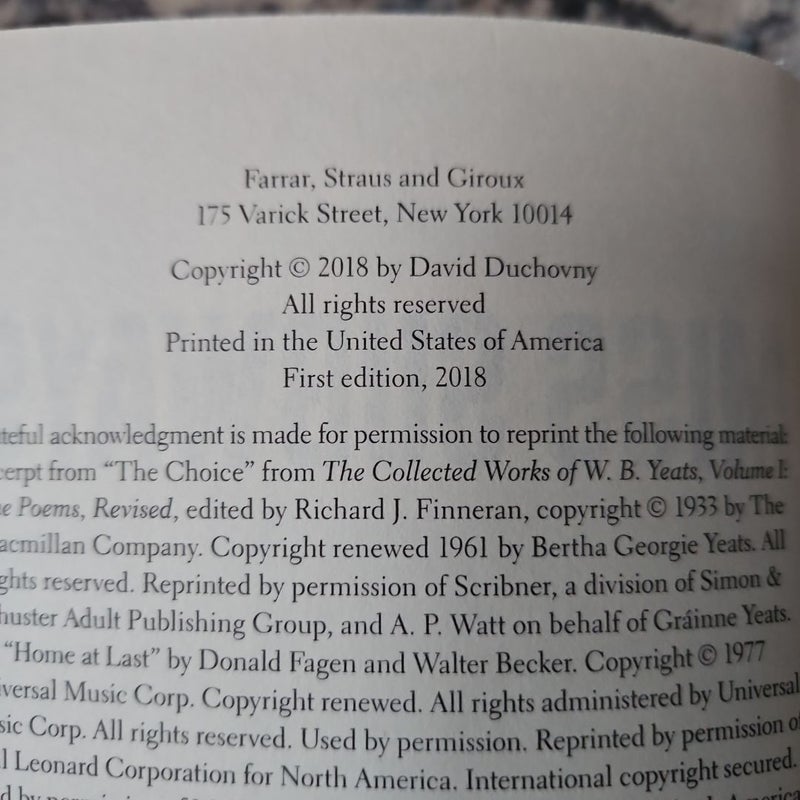 Farrar, Straus and Giroux
175 Varick Street, New York 10014
Copyright © 2018 by David Duchovny
All rights reserved
Printed in the United States of America
First edition, 2018
teful acknowledgment is made for permission to reprint the following material:
cerpt from “The Choice” from The Collected Works of W. B. Yeats, Volume I:
e Poems, Revised, edited by Richard J. Finneran, copyright © 1933 by The
acmillan Company. Copyright renewed 1961 by Bertha Georgie Yeats. All
ghts reserved. Reprinted by permission of Scribner, a division of Simon &
huster Adult Publishing Group, and A. P. Watt on behalf of Gráinne Yeats.
“Home at Last” by Donald Fagen and Walter Becker. Copyright © 1977
iversal Music Corp. Copyright renewed. All rights administered by Universal
sic Corp. All rights reserved. Used by permission. Reprinted by permission of
l Leonard Corporation for North America. International copyright secured.